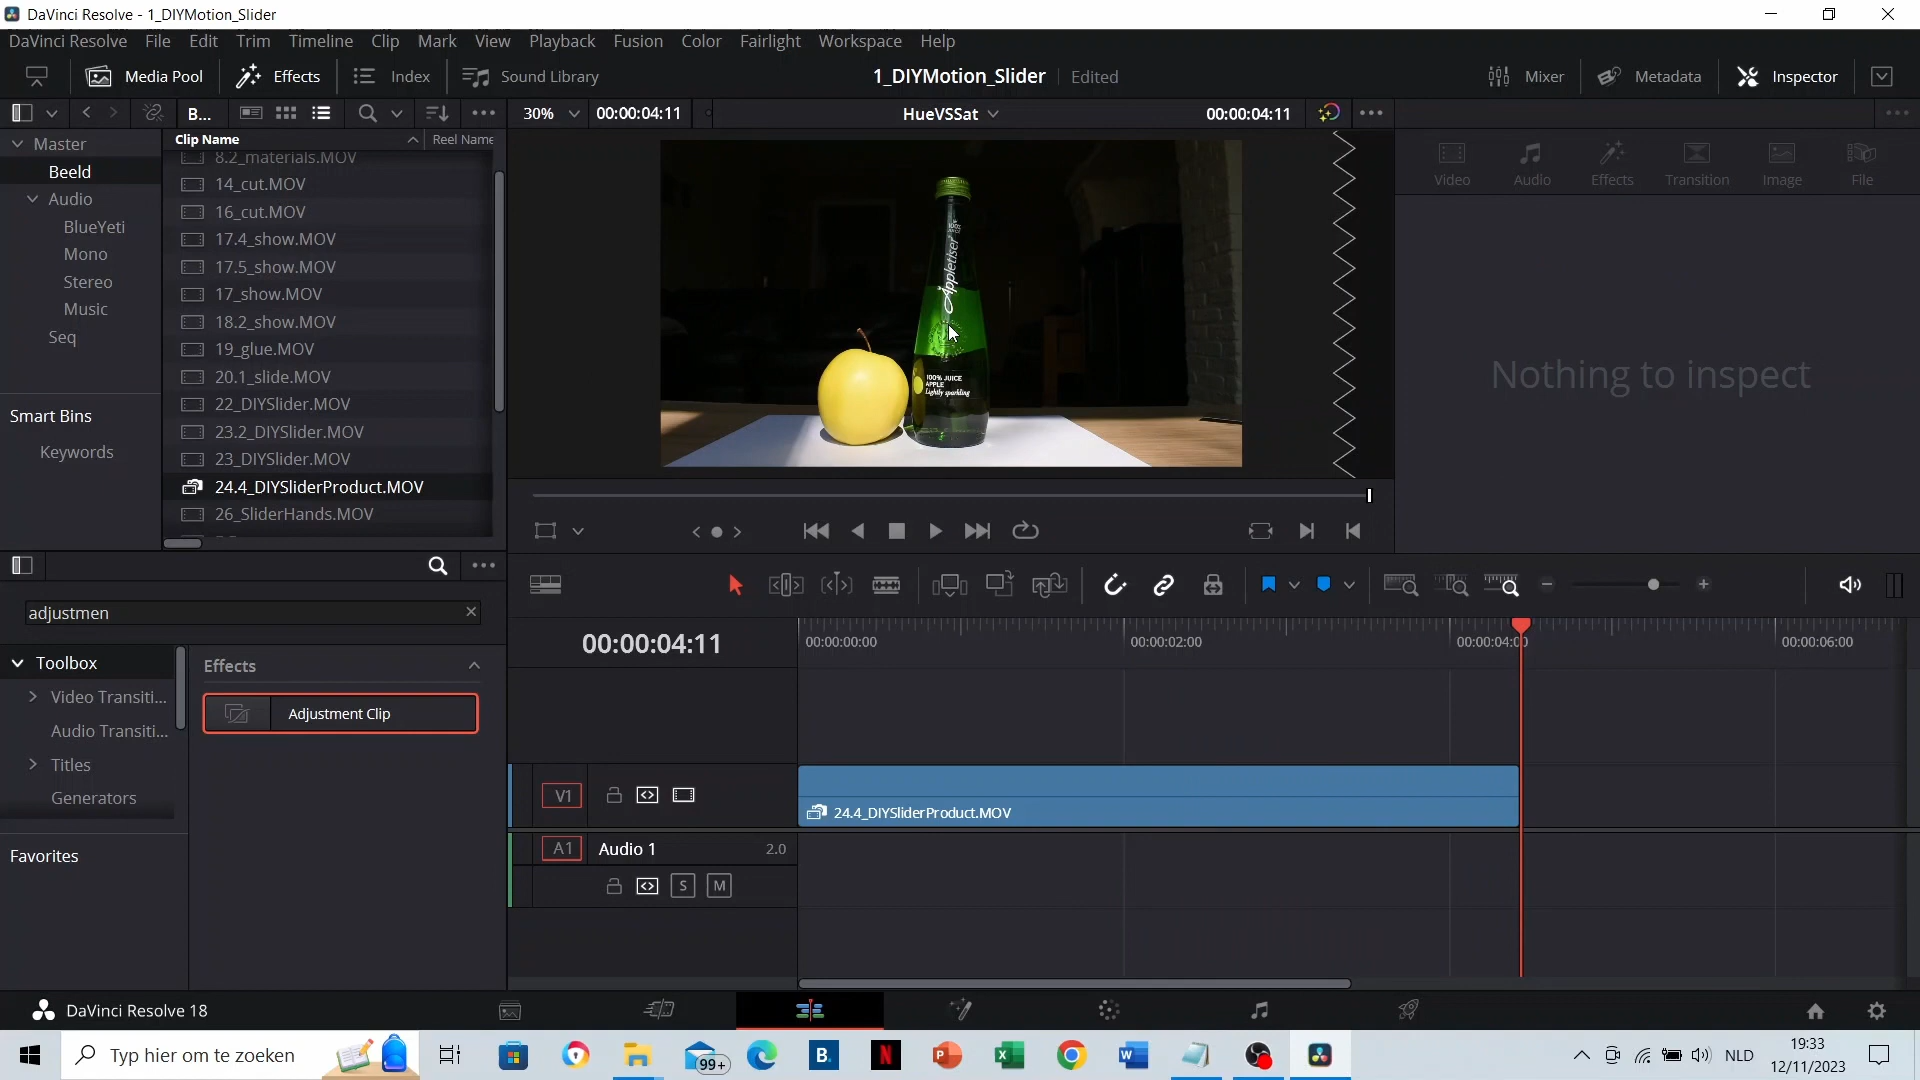 DaVinci Resolve - 1_DIYMotion_Slider
DaVinci Resolve File Edit Trim Timeline Clip Mark View Playback Fusion Color Fairlight Workspace Help
Media Pool Effects Index Sound Library 1_DIYMotion_Slider Edited Mixer Metadata Inspector
B... 30% 00:00:04:11 HueVSSat 00:00:04:11
Clip Name Reel Name
Master
Beeld
Audio
BlueYeti
Mono
Stereo
Music
Seq
Smart Bins
Keywords
8.2_materials.MOV
14_cut.MOV
16_cut.MOV
17.4_show.MOV
17.5_show.MOV
17_show.MOV
18.2_show.MOV
19_glue.MOV
20.1_slide.MOV
22_DIYSlider.MOV
23.2_DIYSlider.MOV
23_DIYSlider.MOV
24.4_DIYSliderProduct.MOV
26_SliderHands.MOV
Appletiser
100% JUICE
APPLE
Lightly sparkling
Video Audio Effects Transition Image File
Nothing to inspect
adjustmen
Toolbox
Video Transiti...
Audio Transiti...
Titles
Generators
Favorites
Effects
Adjustment Clip
00:00:04:11 00:00:00:00 00:00:02:00 00:00:04:00 00:00:06:00
V1
24.4_DIYSliderProduct.MOV
A1 Audio 1 2.0
S M
DaVinci Resolve 18
Typ hier om te zoeken 99+ B. N P X W NLD
19:33
12/11/2023